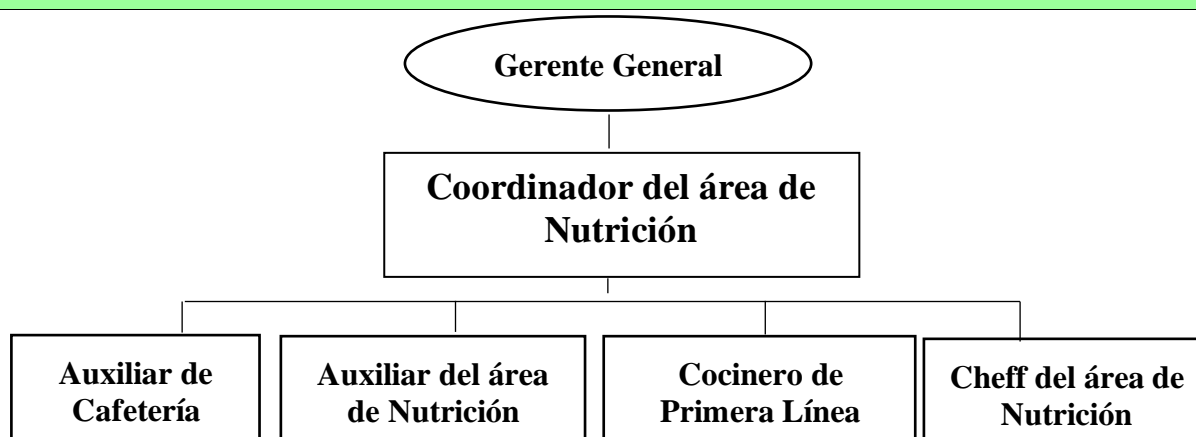 Gerente General
Coordinador del área de
Nutrición
Auxiliar de
Cafetería
Auxiliar del área
de Nutrición
Cocinero de
Primera Línea
Cheff del área de
Nutrición